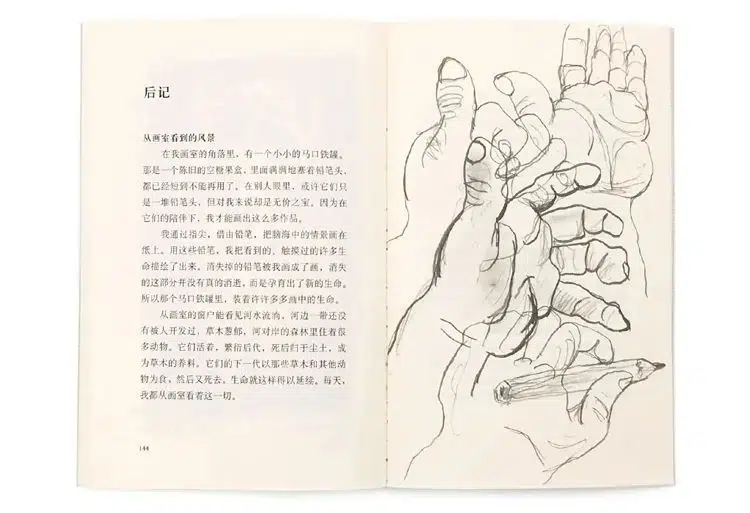 后记
从画室看到的风景
在我画室的角落里，有一个小小的马口铁罐。
那是一个陈旧的空糖果盒，里面满满地塞着铅笔头，
都已经短到不能再用了。在别人眼里，或许它们只
是一堆铅笔头，但对我来说却是无价之宝。因为在
它们的陪伴下，我才能画出这么多作品。
我通过指尖，借由铅笔，把脑海中的情景画在
纸上。用这些铅笔，我把看到的、触摸过的许多生
命描绘了出来。消失掉的铅笔被我画成了画，消失
的这部分并没有真的消逝，而是孕育出了新的生命。
所以那个马口铁罐里，装着许许多多画中的生命。
从画室的窗户能看见河水流淌，河边一带还没
有被人开发过，草木葱郁，河对岸的森林里住着很
多动物。它们活着，繁衍后代，死后归于尘土，成
为草木的养料。它们的下一代以那些草木和其他动
物为食，然后又死去。生命就这样得以延续。每天，
我都从画室看着这一切。
144